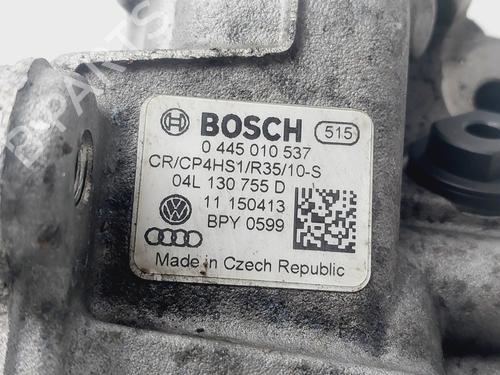 BOSCH 515
0 445 010 537
CR/CP4HS1/R35/10-S
04L 130 755 D
11 150413
BPY 0599
Made in Czech Republic
B-PARTS